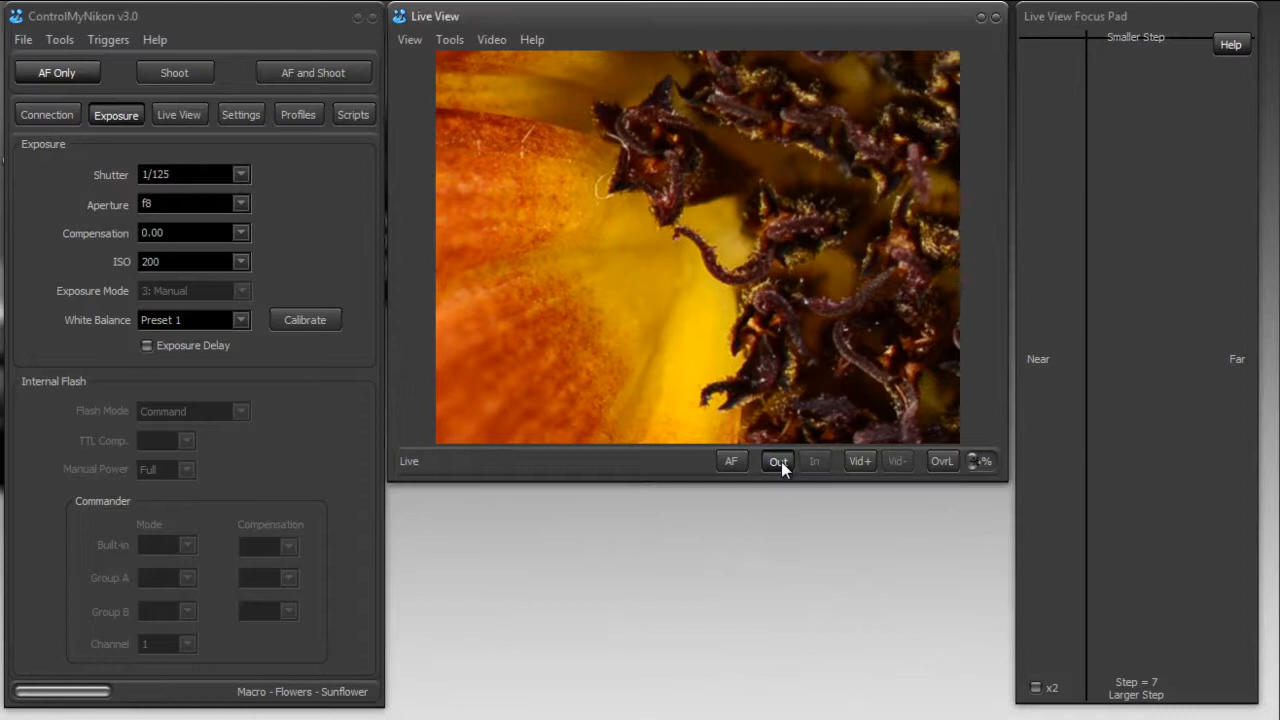 ControlMyNikon v3.0
File Tools Triggers Help
AF Only Shoot AF and Shoot
Connection Exposure Live View Settings Profiles Scripts
Exposure
Shutter 1/125
Aperture f8
Compensation 0.00
ISO 200
Exposure Mode 3: Manual
White Balance Preset 1 Calibrate
Exposure Delay
Internal Flash
Flash Mode Command
TTL Comp.
Manual Power Full
Commander
Mode Compensation
Built-in
Group A
Group B
Channel 1
Macro - Flowers - Sunflower
Live View
View Tools Video Help
Live AF Out In Vid+ Vid- OvrL
Live View Focus Pad
Smaller Step
Help
Near Far
x2
Step = 7
Larger Step